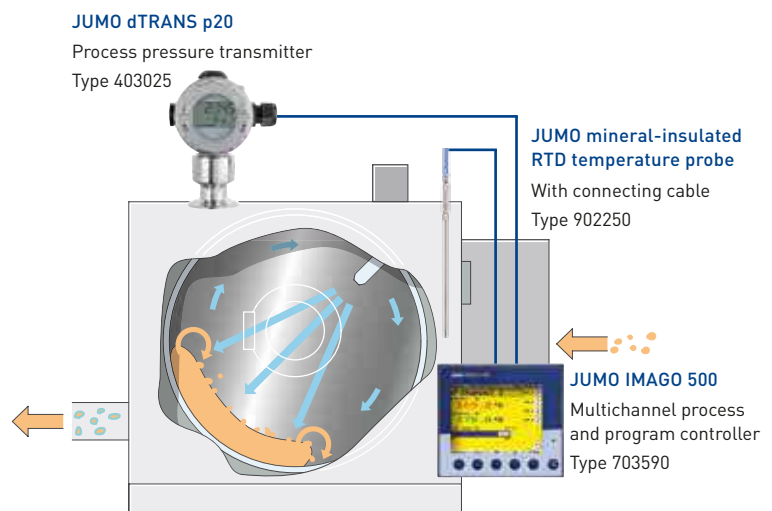 JUMO dTRANS p20
Process pressure transmitter
Type 403025
JUMO mineral-insulated
RTD temperature probe
With connecting cable
Type 902250
JUMO IMAGO 500
Multichannel process
and program controller
Type 703590